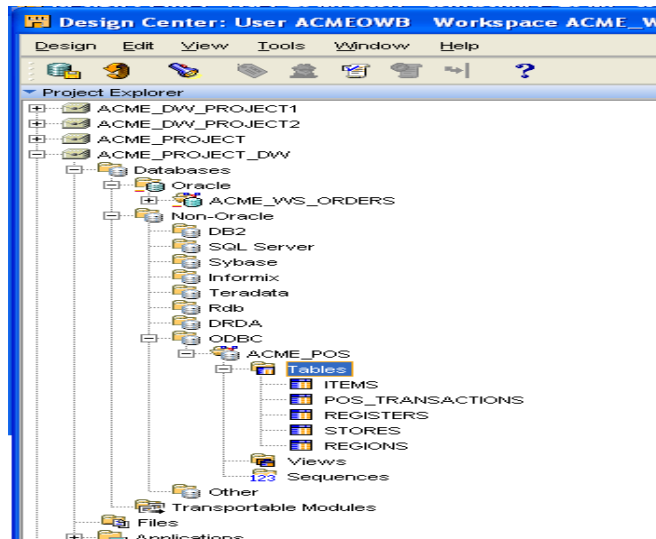 Design Center: User ACMEOWB Workspace ACME_W
Design Edit View Tools Window Help
?
Project Explorer
ACME_DW_PROJECT1
ACME_DW_PROJECT2
ACME_PROJECT
ACME_PROJECT_DW
Databases
Oracle
ACME_WS_ORDERS
Non-Oracle
DB2
SQL Server
Sybase
Informix
Teradata
Rdb
DRDA
ODBC
ACME_POS
Tables
ITEMS
POS_TRANSACTIONS
REGISTERS
STORES
REGIONS
Views
123 Sequences
Other
Transportable Modules
Files
Applications